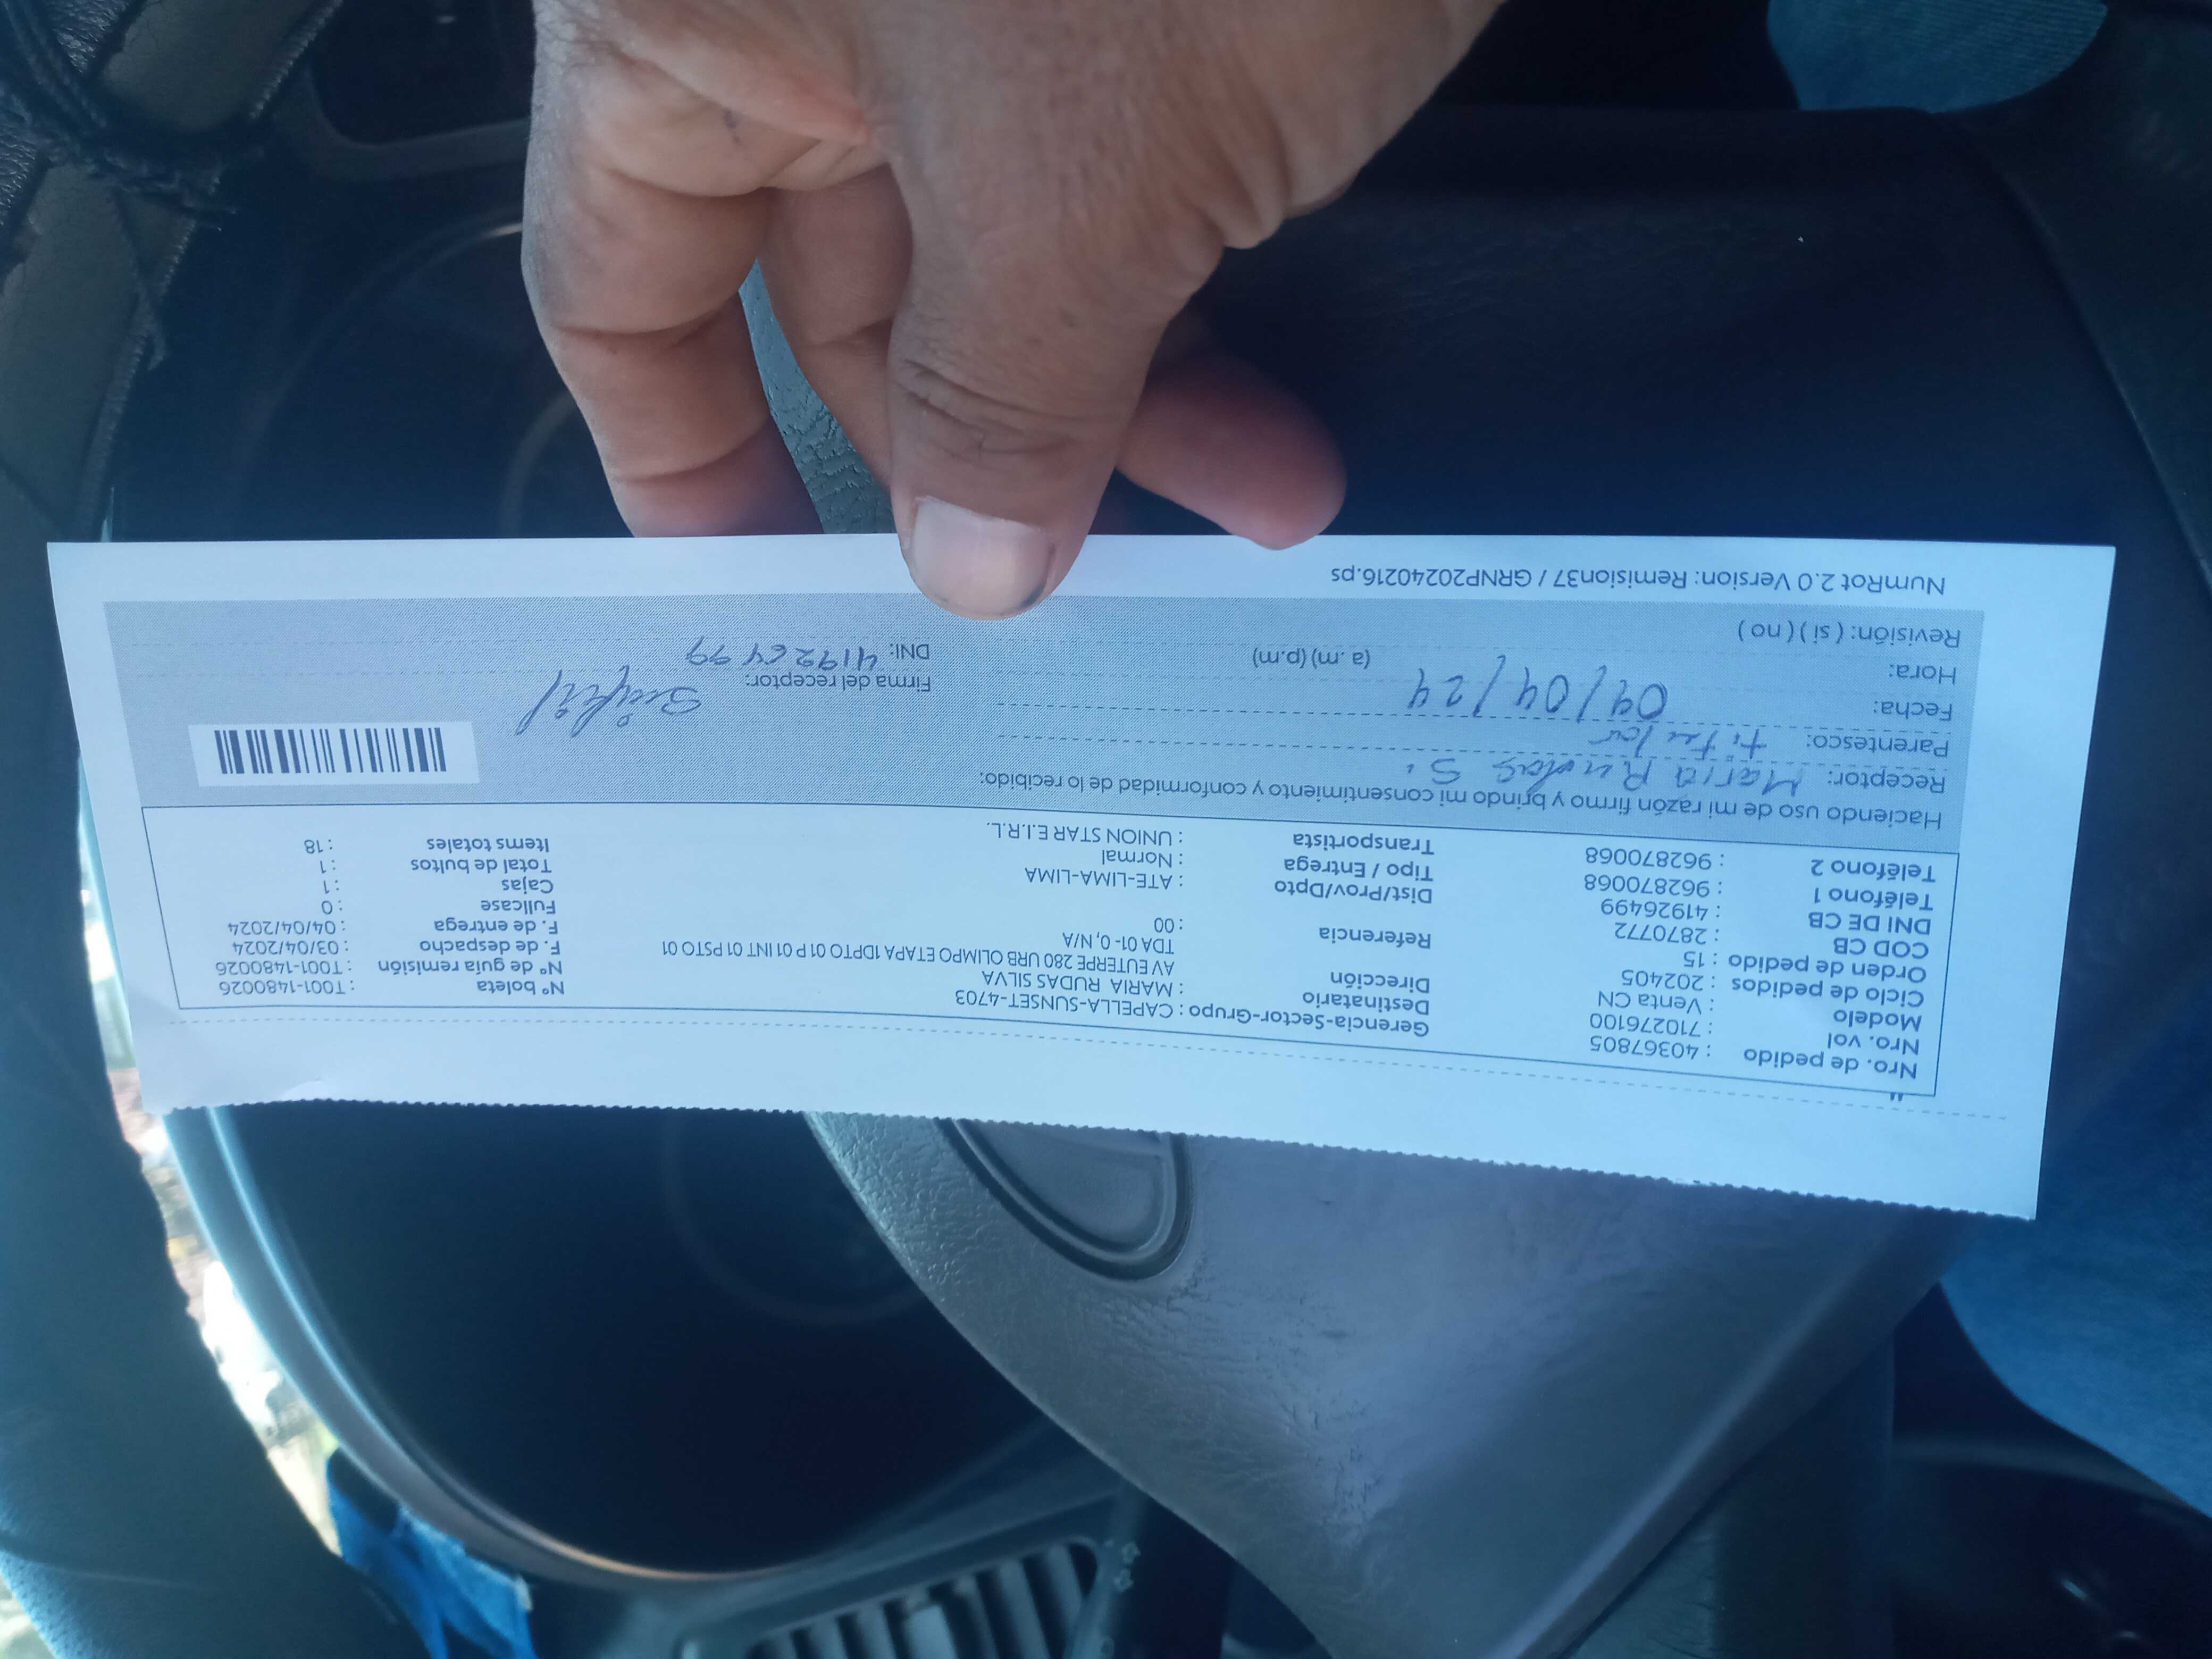 Nro. de pedido : 40367805
Nro. vol : 710276100
Modelo : Venta CN
Ciclo de pedidos : 202405
Orden de pedido : 15
COD CB : 2870772
DNI DE CB : 41926499
Teléfono 1 : 962870068
Teléfono 2 : 962870068
Gerencia-Sector-Grupo : CAPELLA-SUNSET-4703
Destinatario : MARIA RUDAS SILVA
Dirección AV EUTERPE 280 URB OLIMPO ETAPA 1DPTO 01 P 01 INT 01 PSTO 01
TDA 01- 0, N/A
Referencia : 00
Dist/Prov/Dpto : ATE-LIMA-LIMA
Tipo / Entrega : Normal
Transportista : UNION STAR E.I.R.L.
Nº boleta : T001-1480026
Nº de guía remisión : T001-1480026
F. de despacho : 03/04/2024
F. de entrega : 04/04/2024
Fullcase : 0
Cajas : 1
Total de bultos : 1
Items totales : 18
Haciendo uso de mi razón firmo y brindo mi consentimiento y conformidad de lo recibido:
Receptor: Maria Rudas S.
Parentesco: titular
Fecha: 04/04/24
Hora: (a.m) (p.m)
Revisión: ( si ) ( no )
Firma del receptor:
DNI: 41926499
NumRot 2.0 Version: Remision37 / GRNP20240216.ps